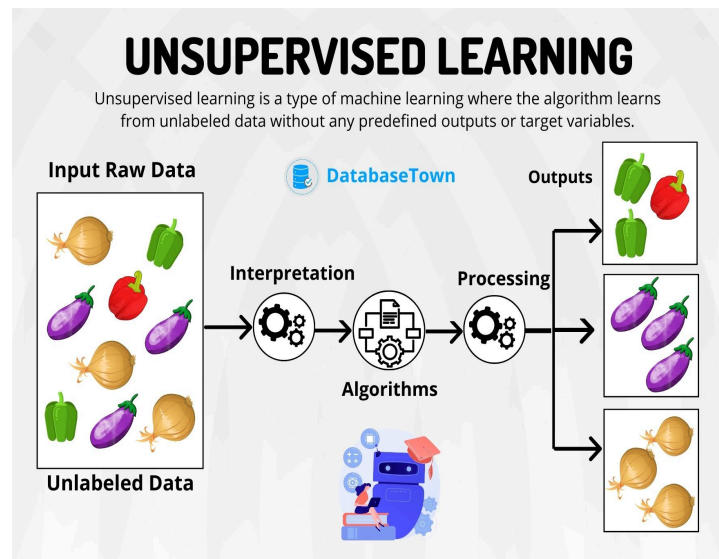 UNSUPERVISED LEARNING
Unsupervised learning is a type of machine learning where the algorithm learns
from unlabeled data without any predefined outputs or target variables.
Input Raw Data
DatabaseTown
Outputs
Interpretation
Processing
Algorithms
Unlabeled Data